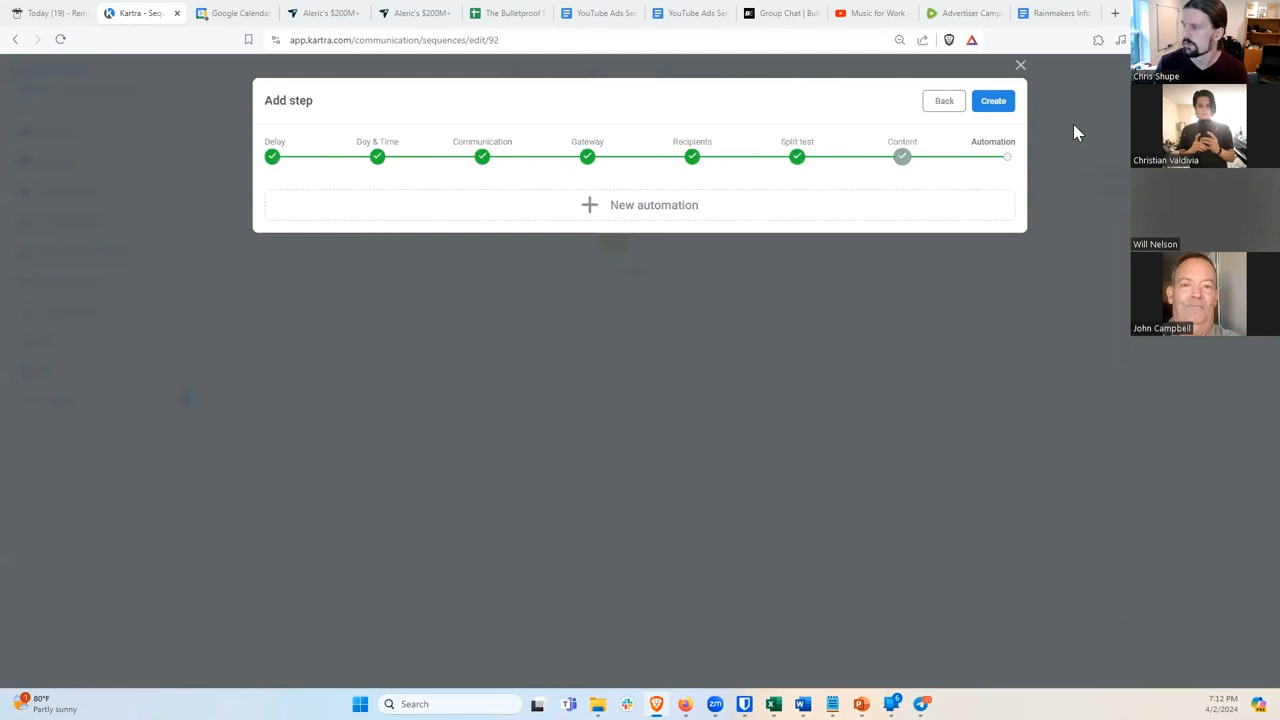 Today (19) - Rem
Kartra - Sequ
Google Calenda
Aleric's $200M+
Aleric's $200M+
The Bulletproof
YouTube Ads Se
YouTube Ads Se
Group Chat | Bul
Music for Work
Advertiser Camp
Rainmakers Info
app.kartra.com/communication/sequences/edit/92
Add step
Back
Create
Delay
Day & Time
Communication
Gateway
Recipients
Split test
Content
Automation
New automation
Chris Shupe
Christian Valdivia
Will Nelson
John Campbell
80°F
Partly sunny
Search
7:12 PM
4/2/2024